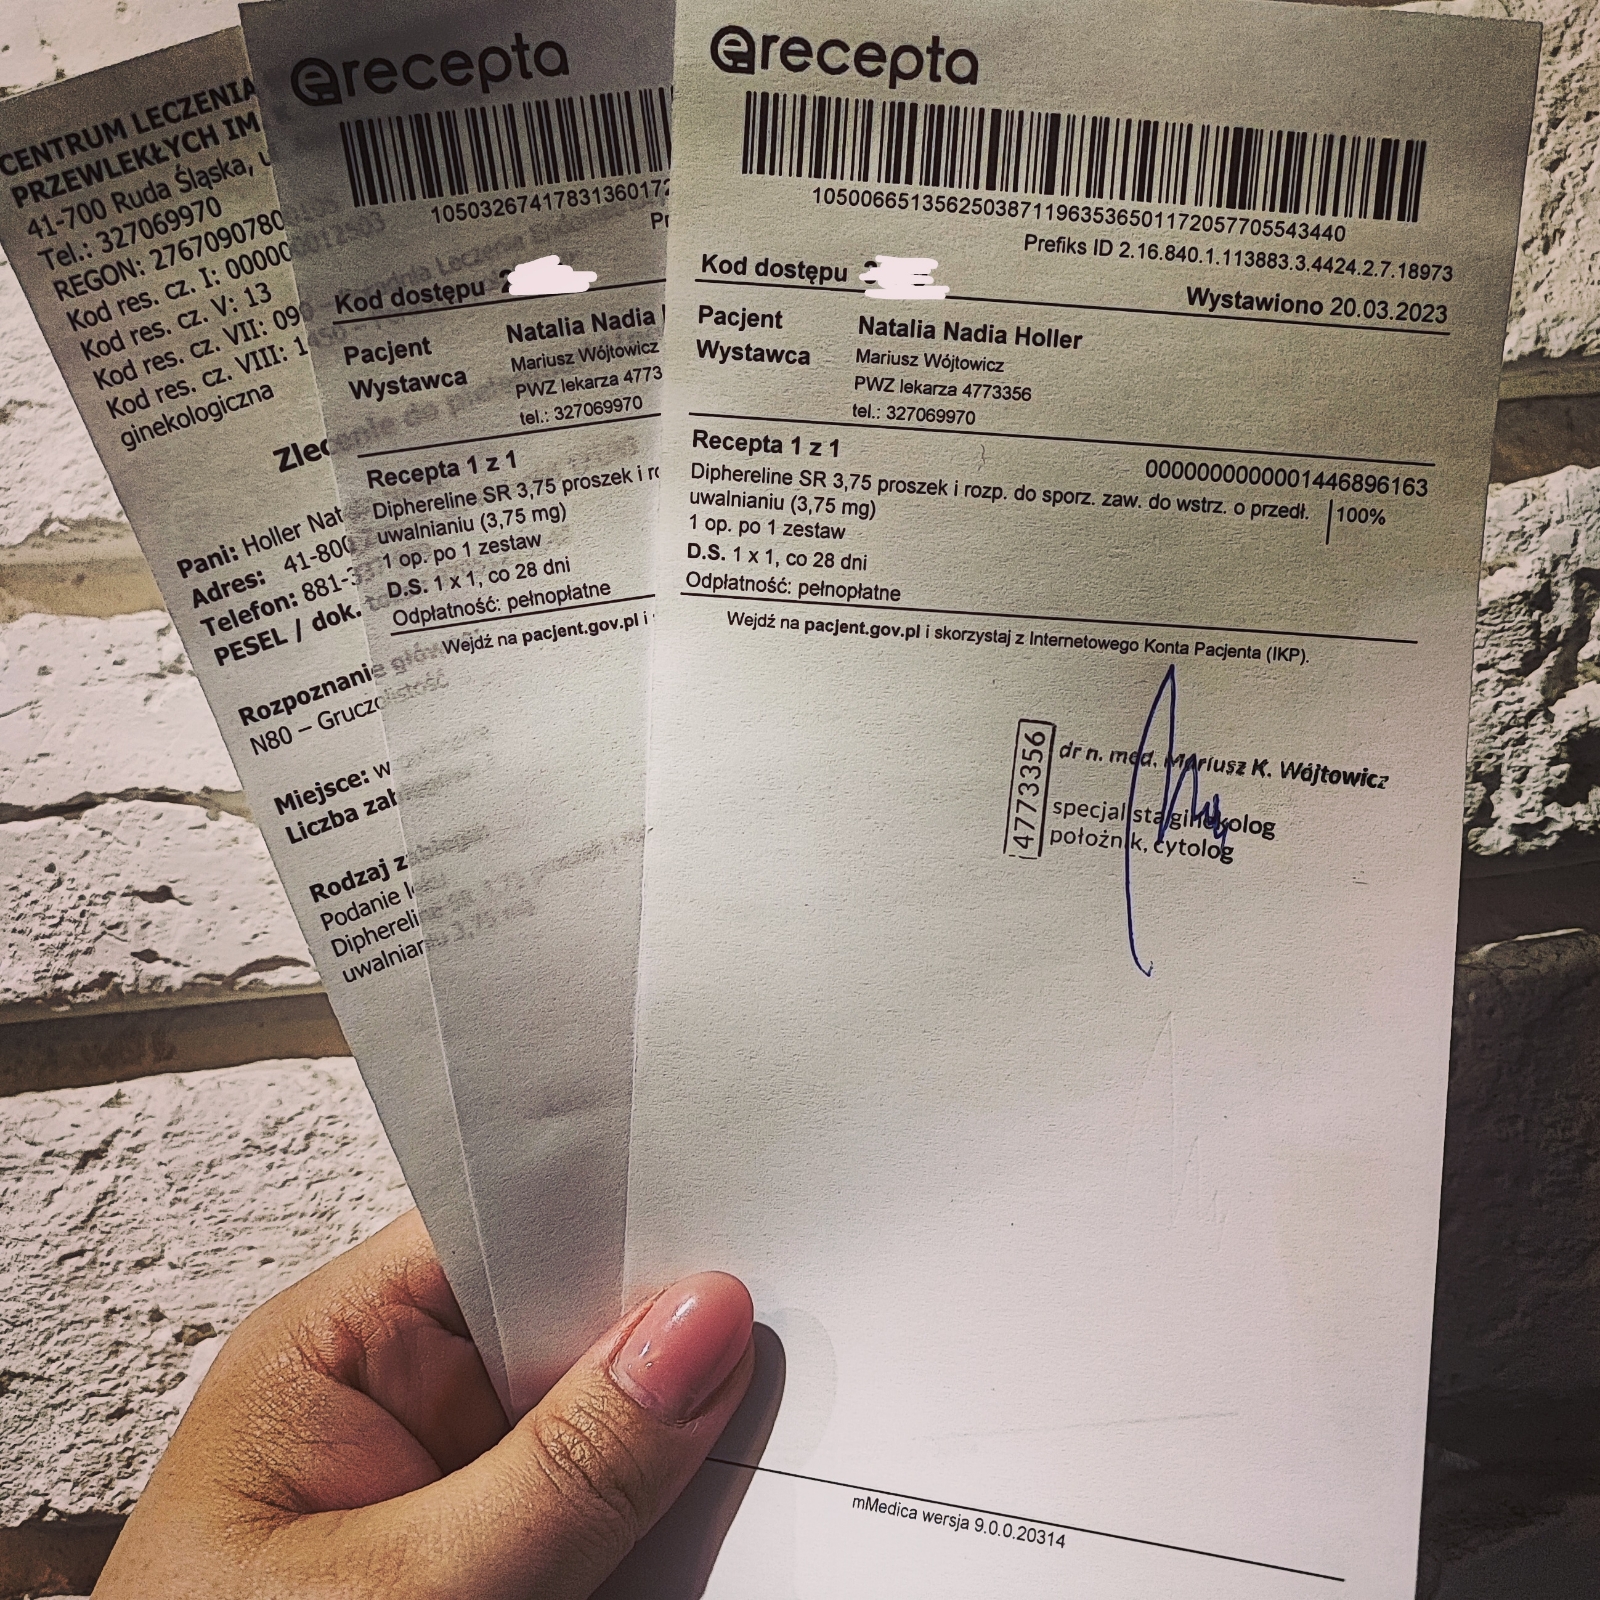 CENTRUM LECZENIA
PRZEWLEKŁYCH IM
41-700 Ruda Śląska, u
Tel.: 327069970
REGON: 2767090780
Kod res. cz. I: 00000
Kod res. cz. V: 13
Kod res. cz. VII: 09
Kod res. cz. VIII: 1
ginekologiczna
Zlec
Pani: Holler Nat
Adres: 41-800
Telefon: 881-3
PESEL / dok.
Rozpoznanie
N80 – Gruczo
Miejsce: w
Liczba zab
Rodzaj z
Podanie l
Dipherelin
uwalnian
erecepta
10503267417831360172
Pr
Kod dostępu
Pacjent Natalia Nadia
Wystawca Mariusz Wójtowicz
PWZ lekarza 4773
tel.: 327069970
Recepta 1 z 1
Diphereline SR 3,75 proszek i ro
uwalnianiu (3,75 mg)
1 op. po 1 zestaw
D.S. 1 x 1, co 28 dni
Odpłatność: pełnopłatne
Wejdź na pacjent.gov.pl i
erecepta
10500665135625038711963536501172057705543440
Prefiks ID 2.16.840.1.113883.3.4424.2.7.18973
Kod dostępu
Wystawiono 20.03.2023
Pacjent Natalia Nadia Holler
Wystawca Mariusz Wójtowicz
PWZ lekarza 4773356
tel.: 327069970
Recepta 1 z 1 0000000000001446896163
Diphereline SR 3,75 proszek i rozp. do sporz. zaw. do wstrz. o przedł. 100%
uwalnianiu (3,75 mg)
1 op. po 1 zestaw
D.S. 1 x 1, co 28 dni
Odpłatność: pełnopłatne
Wejdź na pacjent.gov.pl i skorzystaj z Internetowego Konta Pacjenta (IKP).
4773356
dr n. med. Mariusz K. Wójtowicz
specjalista ginekolog
położnik, cytolog
mMedica wersja 9.0.0.20314